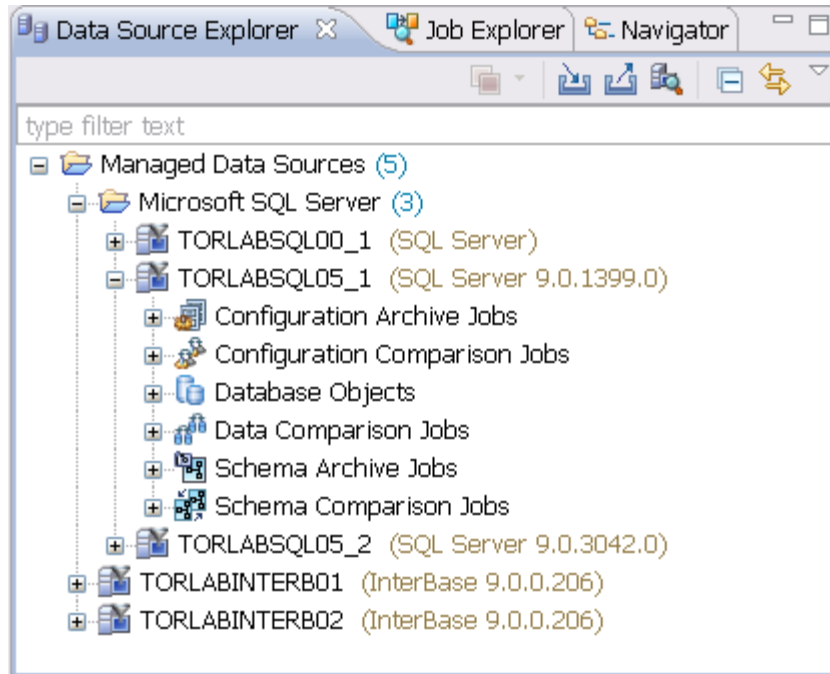 Data Source Explorer Job Explorer Navigator
type filter text
Managed Data Sources (5)
Microsoft SQL Server (3)
TORLABSQL00_1 (SQL Server)
TORLABSQL05_1 (SQL Server 9.0.1399.0)
Configuration Archive Jobs
Configuration Comparison Jobs
Database Objects
Data Comparison Jobs
Schema Archive Jobs
Schema Comparison Jobs
TORLABSQL05_2 (SQL Server 9.0.3042.0)
TORLABINTERB01 (InterBase 9.0.0.206)
TORLABINTERB02 (InterBase 9.0.0.206)